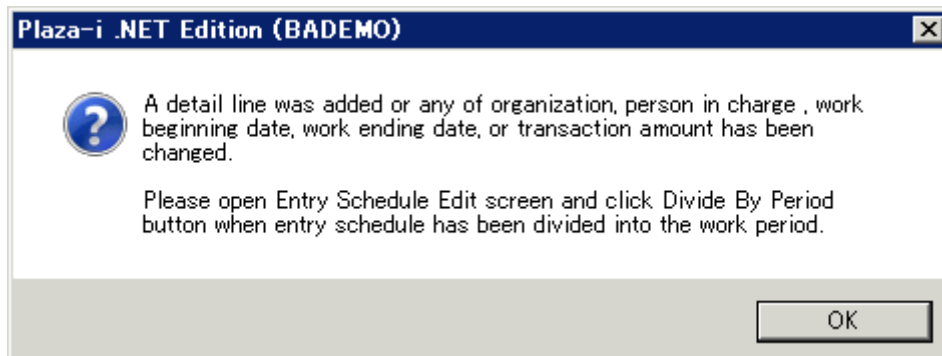 Plaza-i .NET Edition (BADEMO)
A detail line was added or any of organization, person in charge , work
beginning date, work ending date, or transaction amount has been
changed.
Please open Entry Schedule Edit screen and click Divide By Period
button when entry schedule has been divided into the work period.
OK